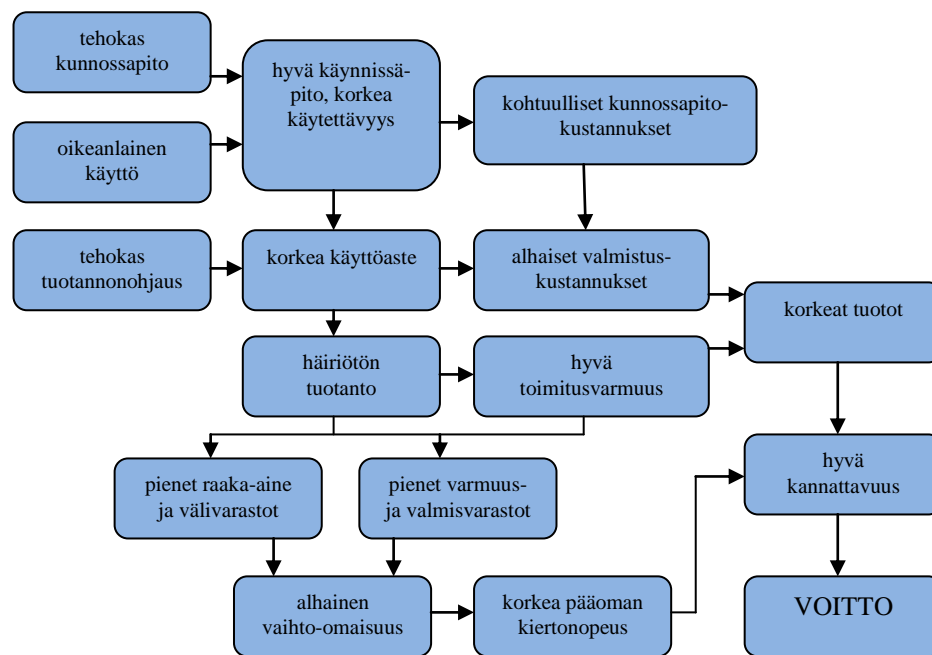 tehokas
kunnossapito
hyvä käynnissä-
pito, korkea
käytettävyys
kohtuulliset kunnossapito-
kustannukset
oikeanlainen
käyttö
tehokas
tuotannonohjaus
korkea käyttöaste
alhaiset valmistus-
kustannukset
korkeat tuotot
häiriötön
tuotanto
hyvä
toimitusvarmuus
pienet raaka-aine
ja välivarastot
pienet varmuus-
ja valmisvarastot
hyvä
kannattavuus
alhainen
vaihto-omaisuus
korkea pääoman
kiertonopeus
VOITTO